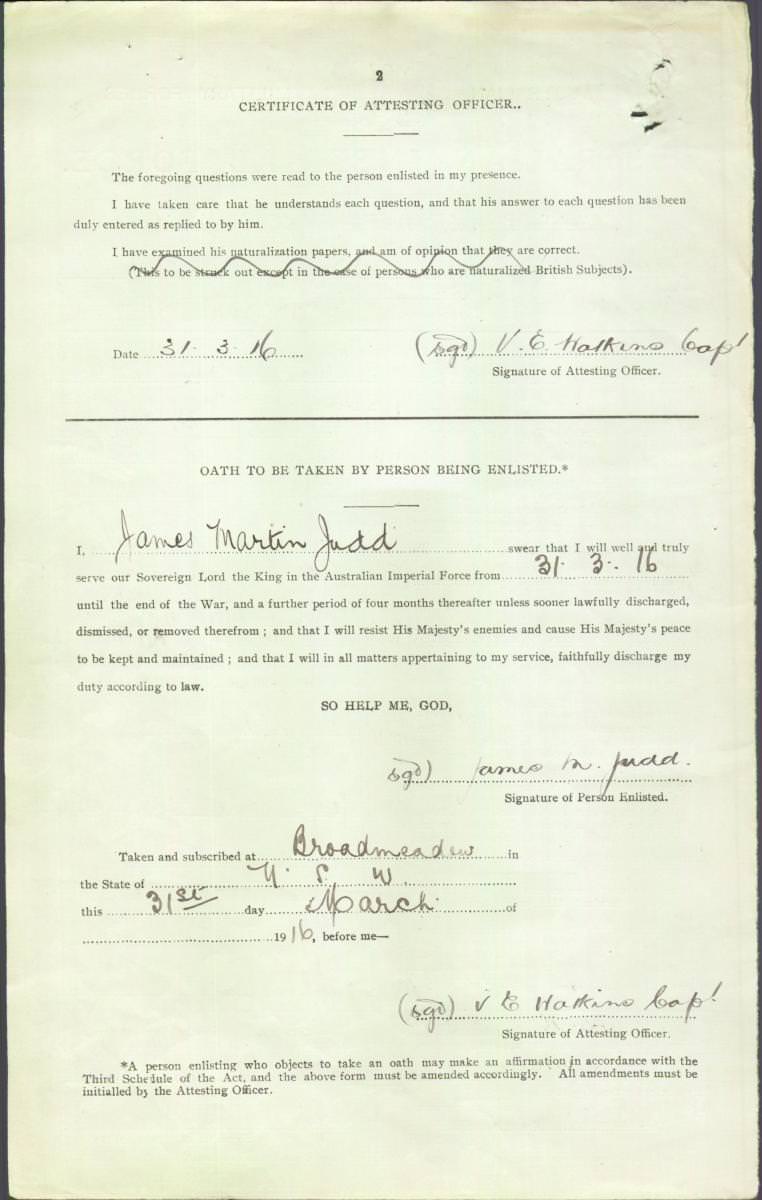 2
CERTIFICATE OF ATTESTING OFFICER..
The foregoing questions were read to the person enlisted in my presence.
I have taken care that he understands each question, and that his answer to each question has been
duly entered as replied to by him.
I have examined his naturalization papers, and am of opinion that they are correct.
(This to be struck out except in the case of persons who are naturalized British Subjects).
Date 31. 3. 16 (sgd) V. E. Hatkins Capt
Signature of Attesting Officer.
OATH TO BE TAKEN BY PERSON BEING ENLISTED.*
I, James Martin Judd swear that I will well and truly
serve our Sovereign Lord the King in the Australian Imperial Force from 31. 3. 16
until the end of the War, and a further period of four months thereafter unless sooner lawfully discharged,
dismissed, or removed therefrom ; and that I will resist His Majesty's enemies and cause His Majesty's peace
to be kept and maintained ; and that I will in all matters appertaining to my service, faithfully discharge my
duty according to law.
SO HELP ME, GOD,
sgd) James M. Judd.
Signature of Person Enlisted.
Taken and subscribed at Broadmeadow in
the State of N. S. W.
this 31st day March of
1916, before me—
(sgd) V E Hatkins Capt
Signature of Attesting Officer.
*A person enlisting who objects to take an oath may make an affirmation in accordance with the
Third Schedule of the Act, and the above form must be amended accordingly. All amendments must be
initialled by the Attesting Officer.